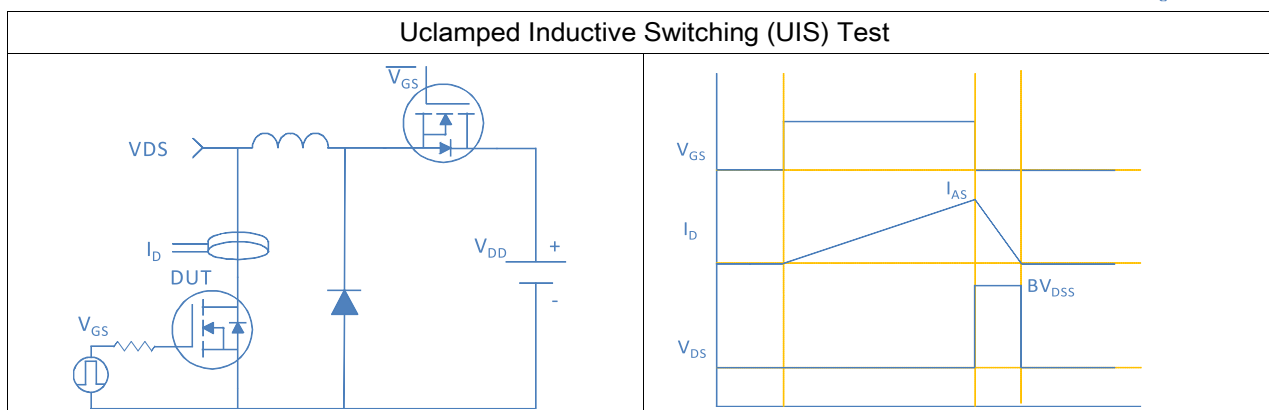 Uclamped Inductive Switching (UIS) Test
VGS
VDS
ID
DUT
VGS
VDD
+
-
VGS
IAS
ID
BVDSS
VDS